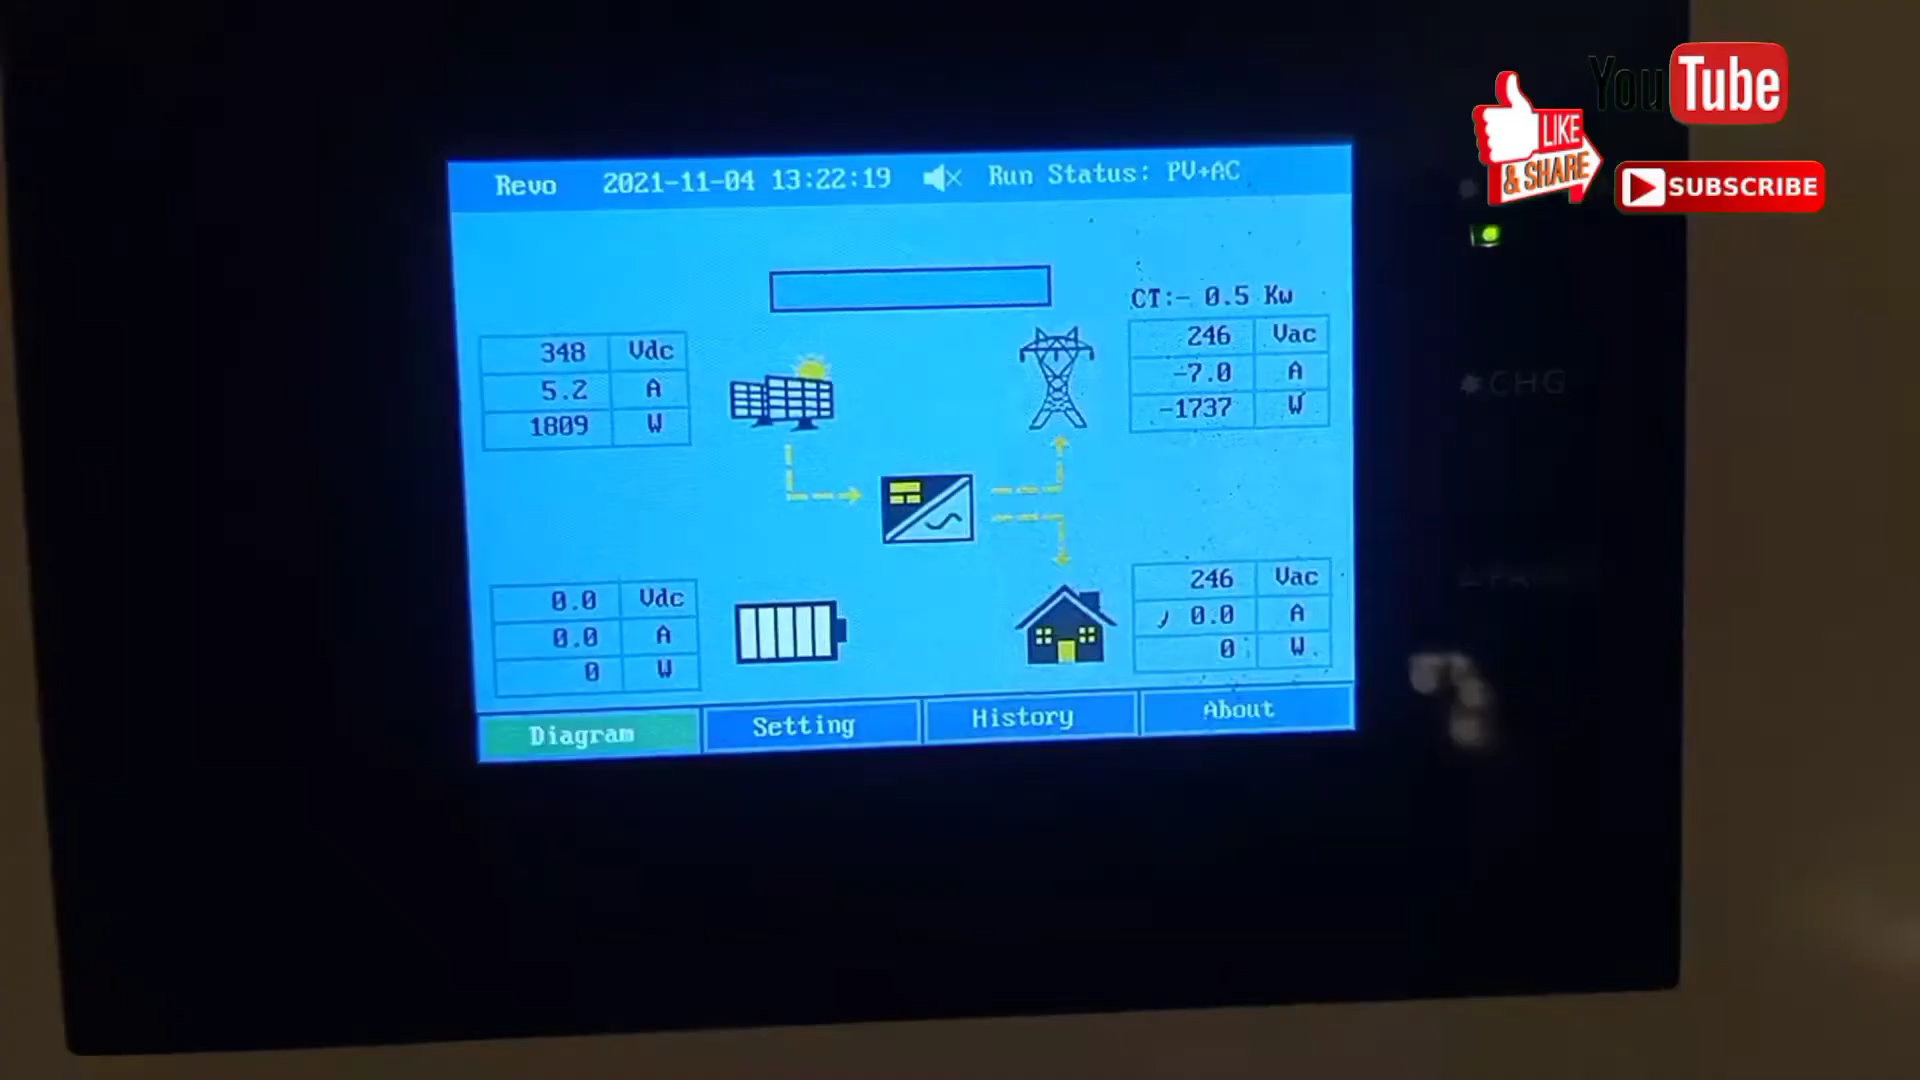 YouTube
LIKE
& SHARE
SUBSCRIBE
Revo 2021-11-04 13:22:19 Run Status: PV+AC
CT:- 0.5 Kw
348 Vdc
5.2 A
1809 W
246 Vac
-7.0 A
-1737 W
0.0 Vdc
0.0 A
0 W
246 Vac
0.0 A
0 W
Diagram Setting History About
CHG